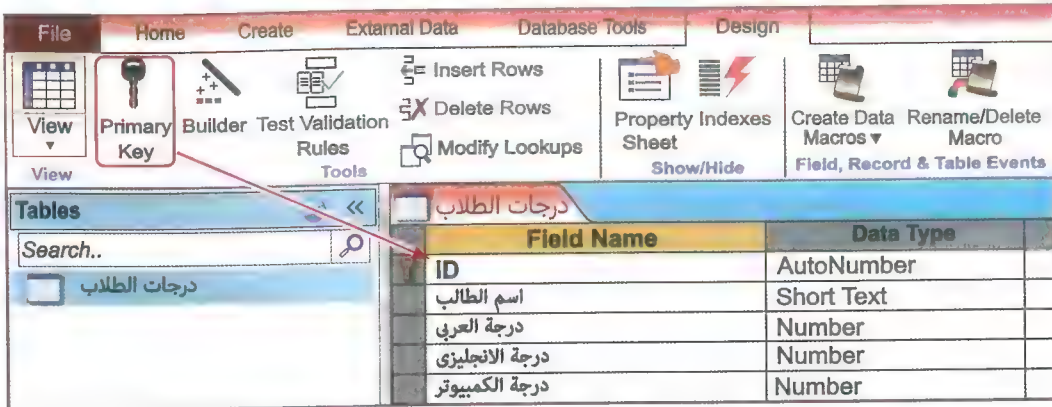 File Home Create External Data Database Tools Design
View Primary Key Builder Test Validation Rules Insert Rows Delete Rows Modify Lookups Property Sheet Indexes Create Data Macros Rename/Delete Macro
View Tools Show/Hide Field, Record & Table Events
Tables «
درجات الطلاب
Search..
درجات الطلاب
Field Name Data Type
ID AutoNumber
اسم الطالب Short Text
درجة العربى Number
درجة الانجليزى Number
درجة الكمبيوتر Number